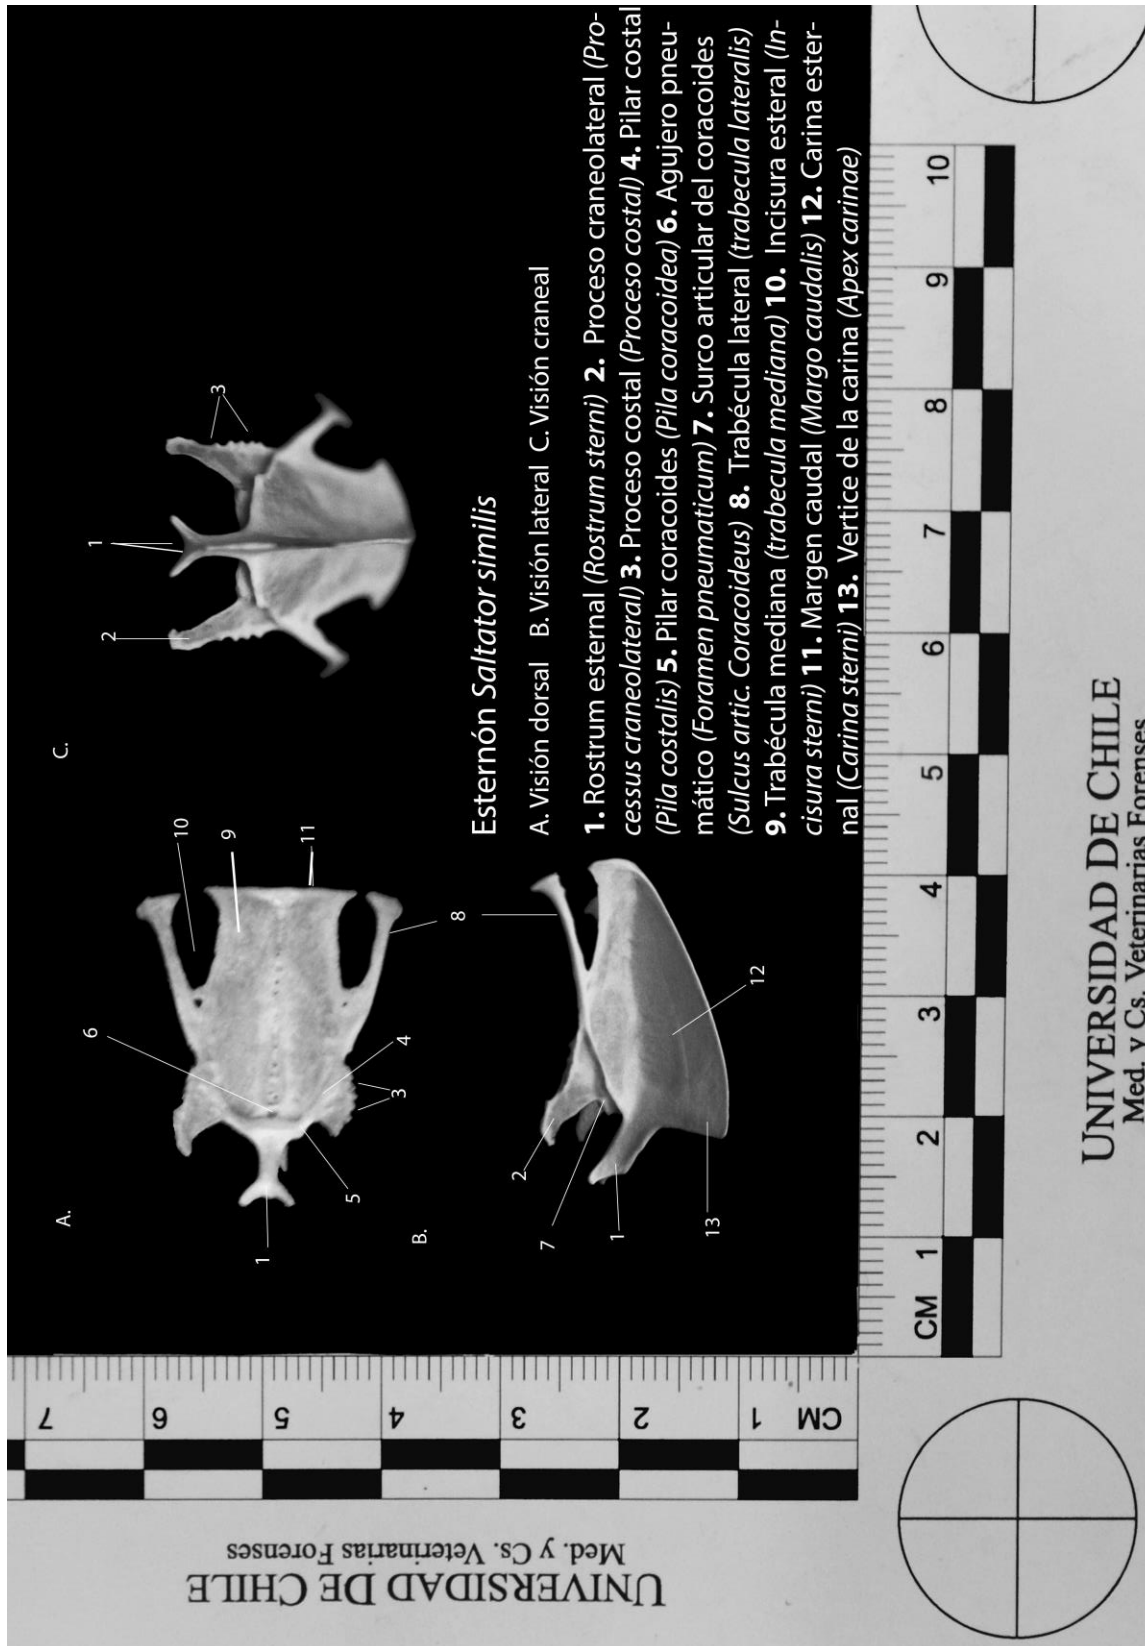 A.
6
10
9
11
1
5
4
3
8
C.
2
1
3
B.
2
7
1
13
12
Esternón Saltator similis
A. Visión dorsal B. Visión lateral C. Visión craneal
1. Rostrum esternal (Rostrum sterni) 2. Proceso craneolateral (Pro-
cessus craneolateral) 3. Proceso costal (Proceso costal) 4. Pilar costal
(Pila costalis) 5. Pilar coracoides (Pila coracoidea) 6. Agujero pneu-
mático (Foramen pneumaticum) 7. Surco articular del coracoides
(Sulcus artic. Coracoideus) 8. Trabécula lateral (trabecula lateralis)
9. Trabécula mediana (trabecula mediana) 10. Incisura esteral (In-
cisura sterni) 11. Margen caudal (Margo caudalis) 12. Carina ester-
nal (Carina sterni) 13. Vertice de la carina (Apex carinae)
CM 1 2 3 4 5 6 7 8 9 10
UNIVERSIDAD DE CHILE
Med. y Cs. Veterinarias Forenses
7 6 5 4 3 2 1 CM
UNIVERSIDAD DE CHILE
Med. y Cs. Veterinarias Forenses